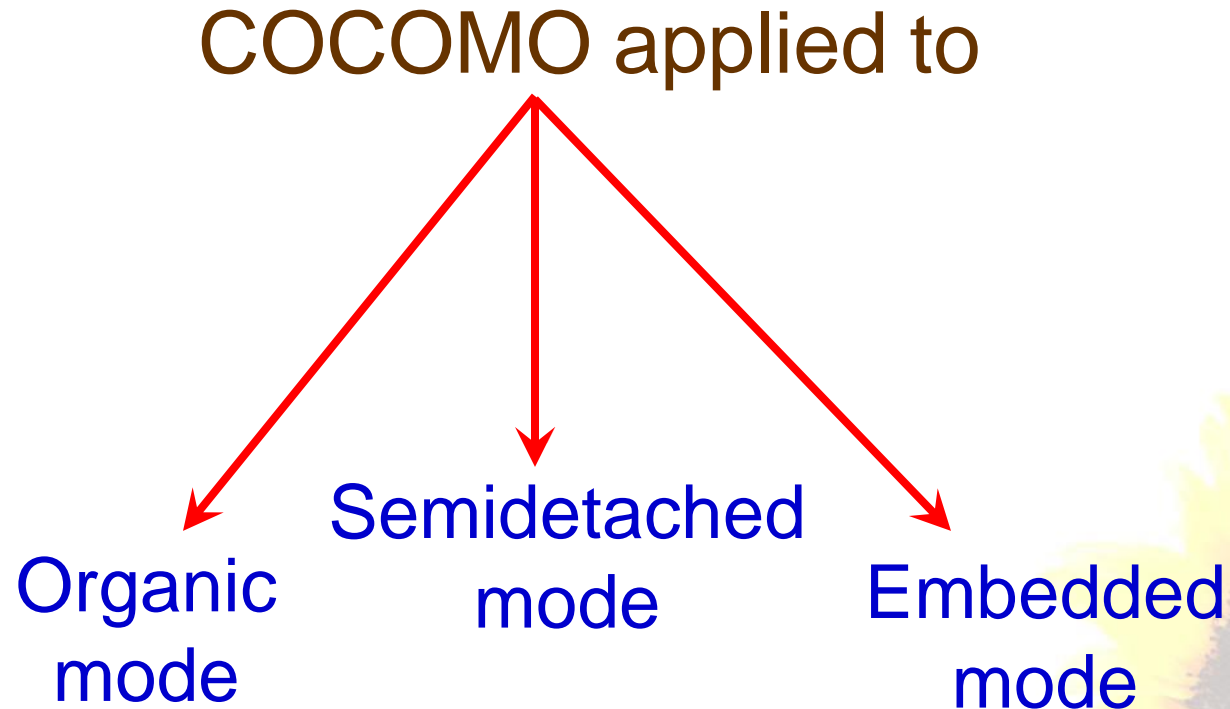 COCOMO applied to
Organic
mode
Semidetached
mode
Embedded
mode